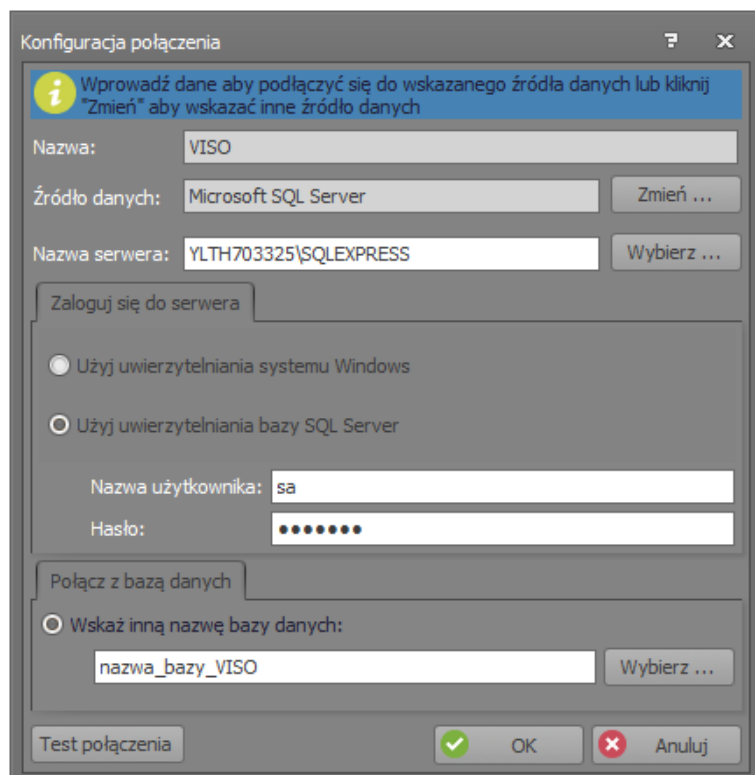 Konfiguracja połączenia
Wprowadź dane aby podłączyć się do wskazanego źródła danych lub kliknij
"Zmień" aby wskazać inne źródło danych
Nazwa: VISO
Źródło danych: Microsoft SQL Server Zmień ...
Nazwa serwera: YLTH703325\SQLEXPRESS Wybierz ...
Zaloguj się do serwera
Użyj uwierzytelniania systemu Windows
Użyj uwierzytelniania bazy SQL Server
Nazwa użytkownika: sa
Hasło: •••••••
Połącz z bazą danych
Wskaż inną nazwę bazy danych:
nazwa_bazy_VISO Wybierz ...
Test połączenia OK Anuluj